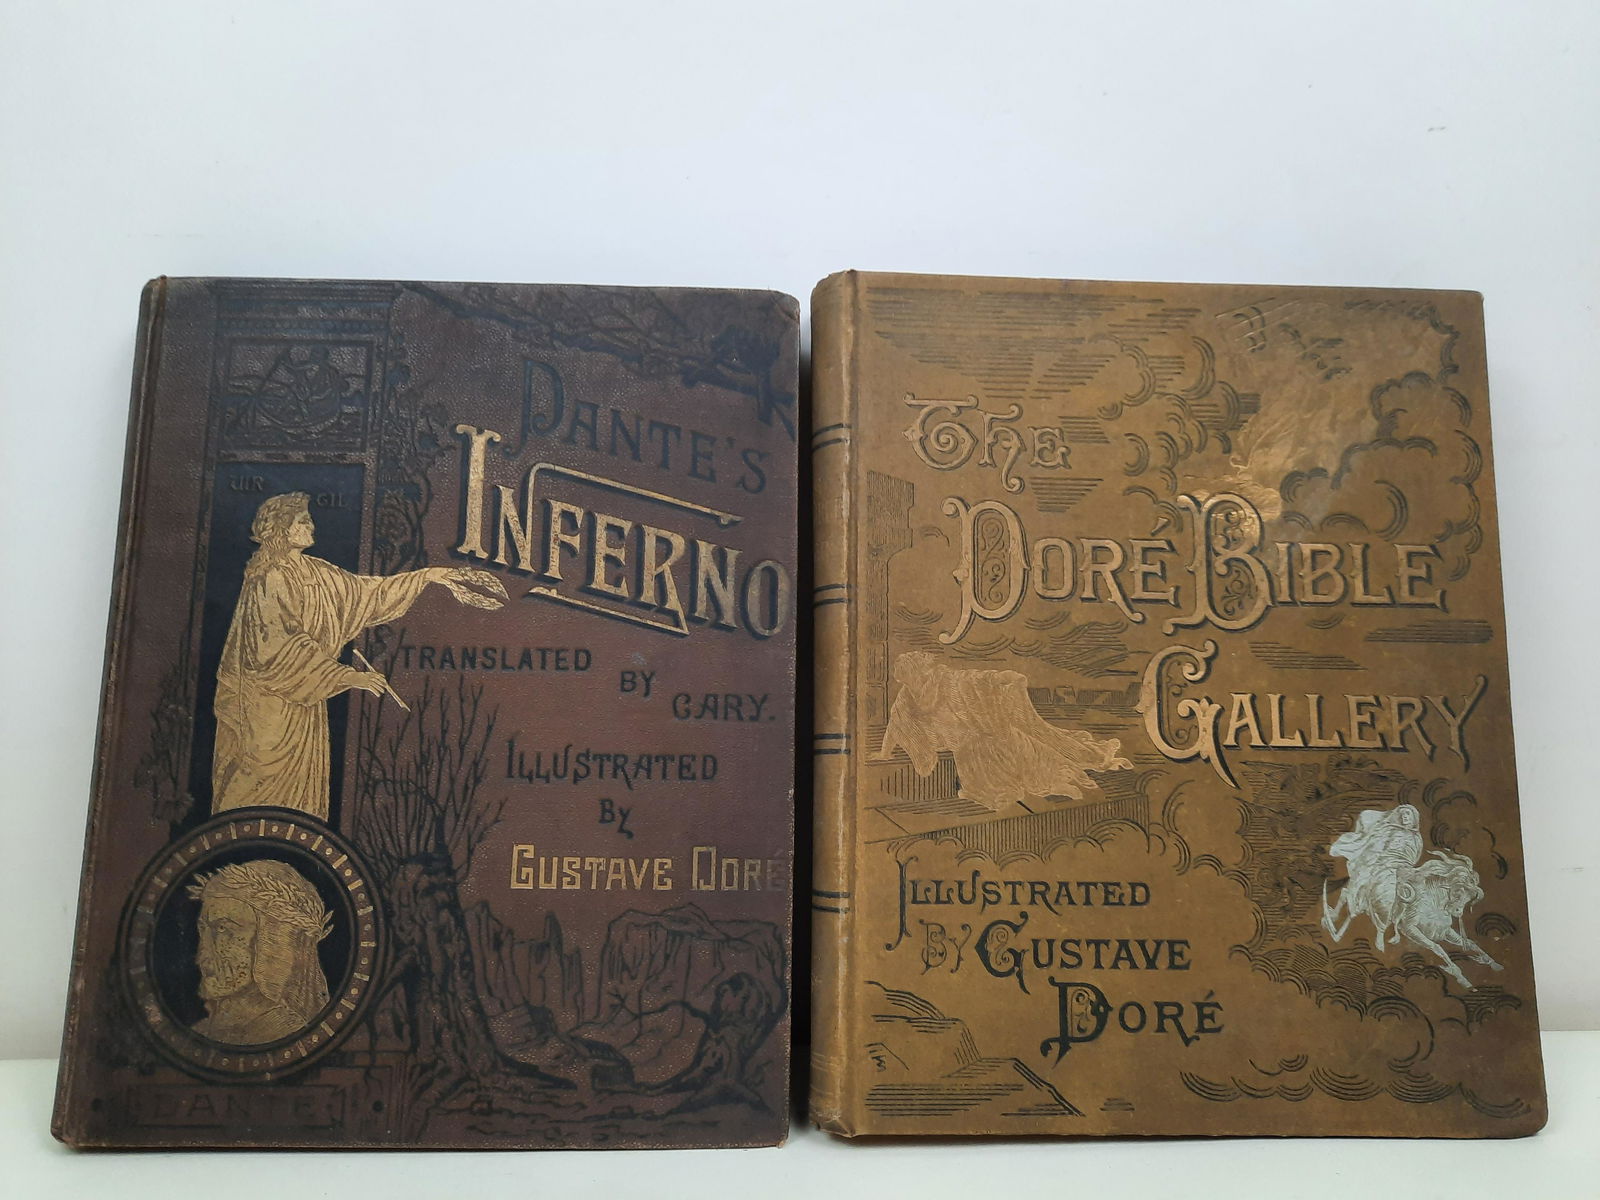 DANTE'S
INFERNO
VIR
GIL
TRANSLATED
BY
CARY.
ILLUSTRATED
BY
GUSTAVE DORÉ
DANTE
THE
DORÉ BIBLE
GALLERY
ILLUSTRATED
BY GUSTAVE
DORÉ